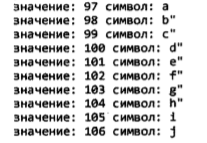 значение: 97 символ: a
значение: 98 символ: b"
значение: 99 символ: c"
значение: 100 символ: d"
значение: 101 символ: e"
значение: 102 символ: f"
значение: 103 символ: g"
значение: 104 символ: h"
значение: 105 символ: i
значение: 106 символ: j